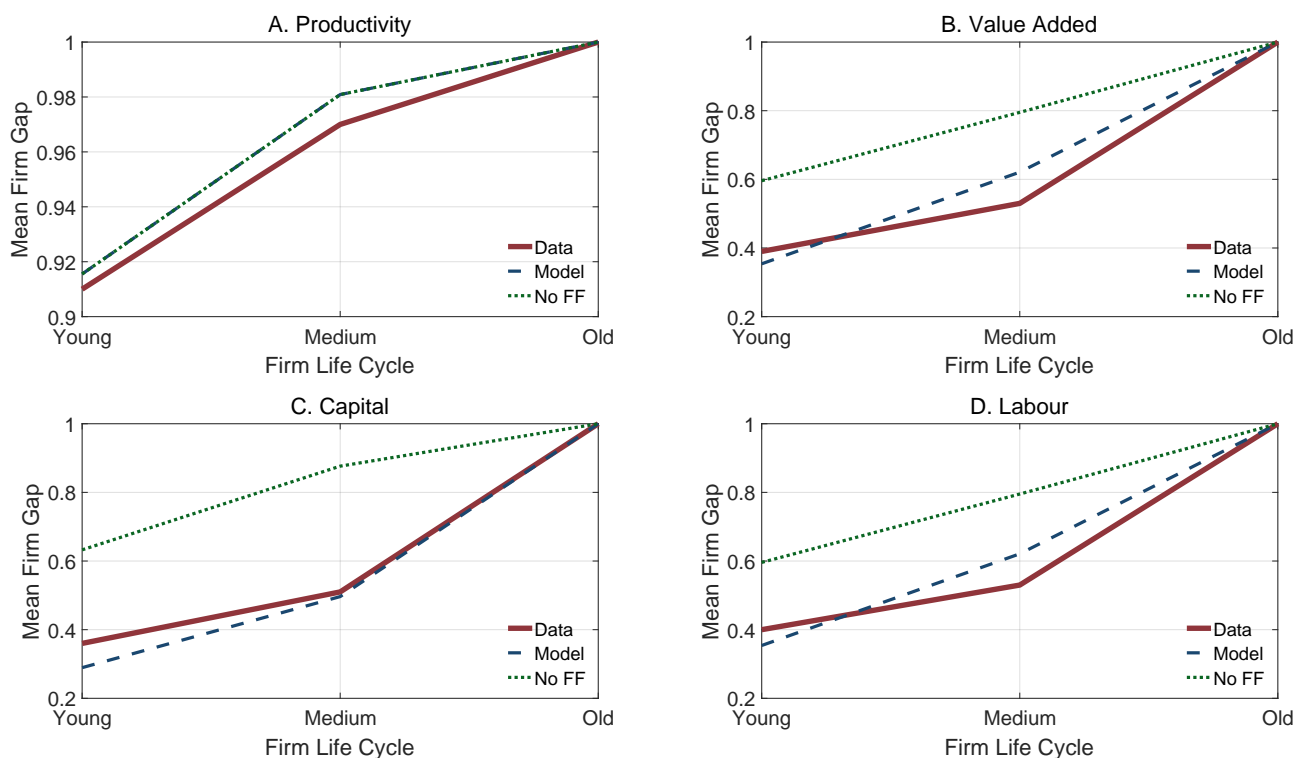 A. Productivity
1
0.98
0.96
0.94
0.92
0.9
Mean Firm Gap
Data
Model
No FF
Young
Medium
Old
Firm Life Cycle
B. Value Added
1
0.8
0.6
0.4
0.2
Mean Firm Gap
Data
Model
No FF
Young
Medium
Old
Firm Life Cycle
C. Capital
1
0.8
0.6
0.4
0.2
Mean Firm Gap
Data
Model
No FF
Young
Medium
Old
Firm Life Cycle
D. Labour
1
0.8
0.6
0.4
0.2
Mean Firm Gap
Data
Model
No FF
Young
Medium
Old
Firm Life Cycle